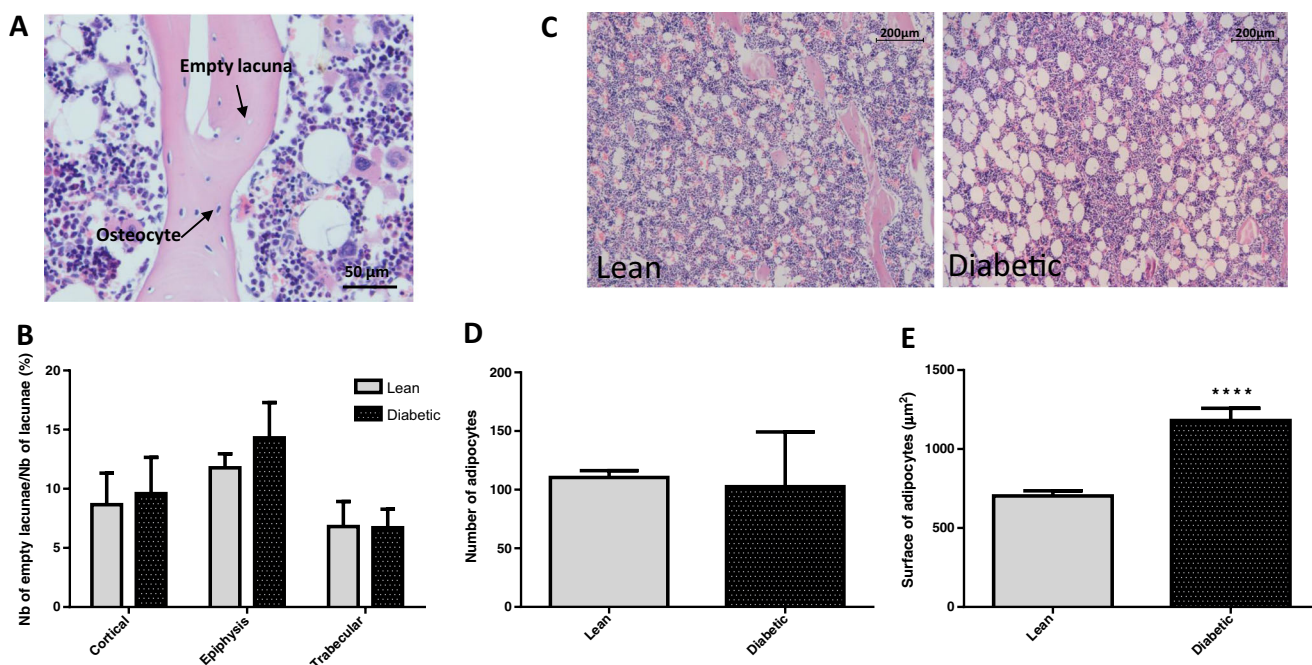 A
Empty lacuna
Osteocyte
50 μm
C
200μm
Lean
200μm
Diabetic
B
Nb of empty lacunae/Nb of lacunae (%)
20
15
10
5
0
Lean
Diabetic
Cortical
Epiphysis
Trabecular
D
Number of adipocytes
200
150
100
50
0
Lean
Diabetic
E
Surface of adipocytes (μm²)
1500
1000
500
0
****
Lean
Diabetic